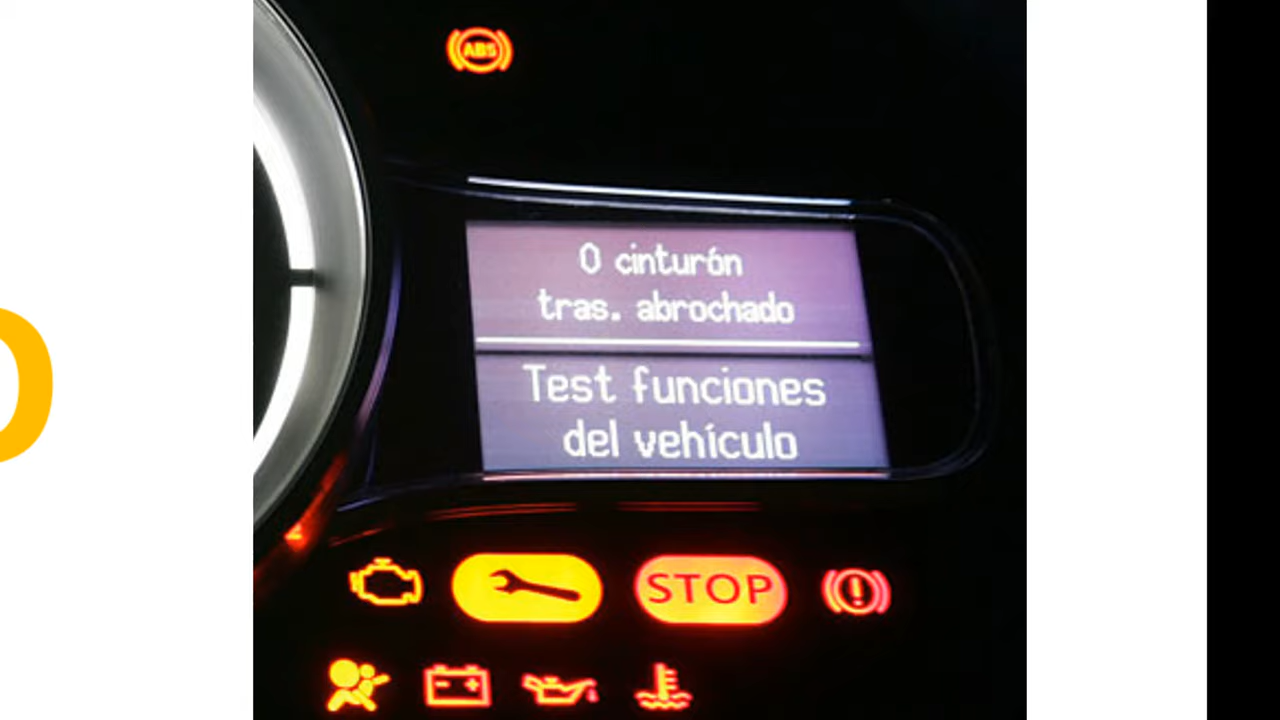 ABS
0 cinturón
tras. abrochado
Test funciones
del vehículo
STOP